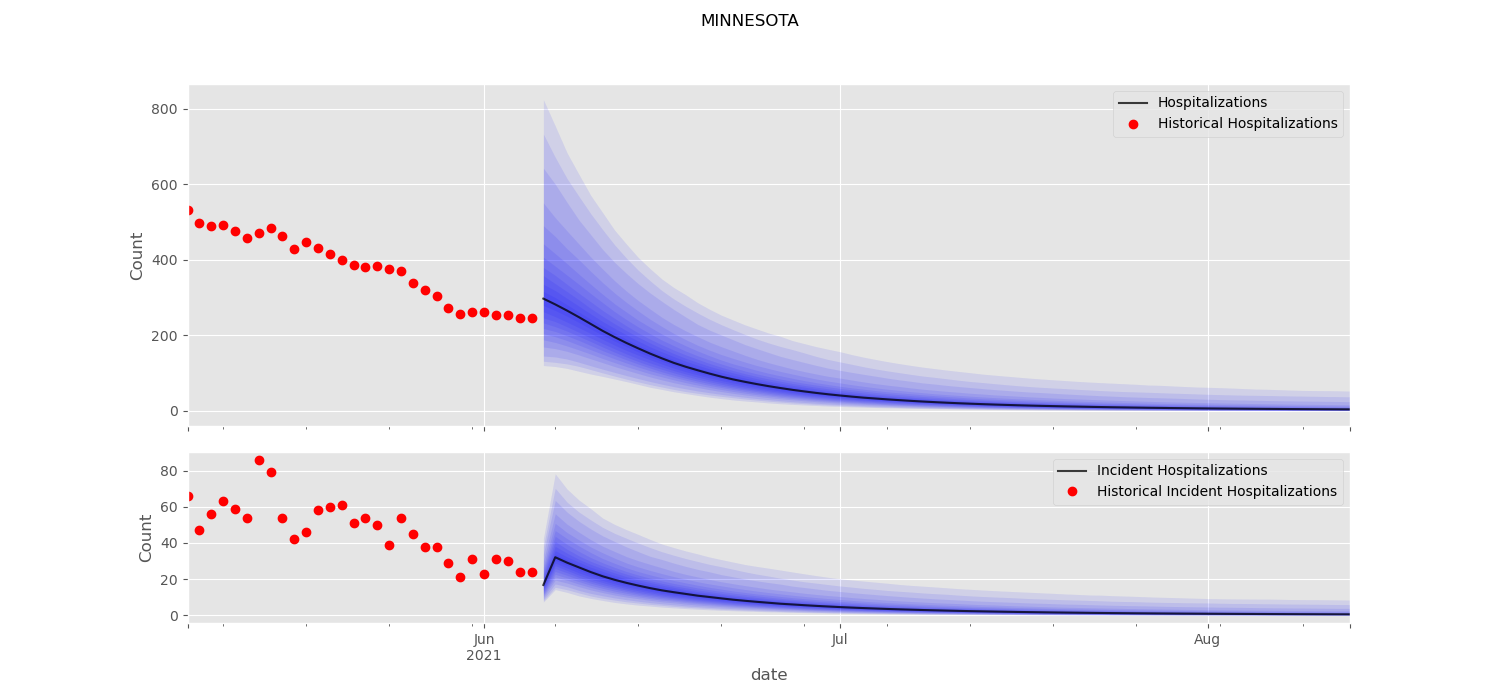 MINNESOTA
Count
800
600
400
200
0
Hospitalizations
Historical Hospitalizations
Count
80
60
40
20
0
Incident Hospitalizations
Historical Incident Hospitalizations
Jun
2021
Jul
Aug
date